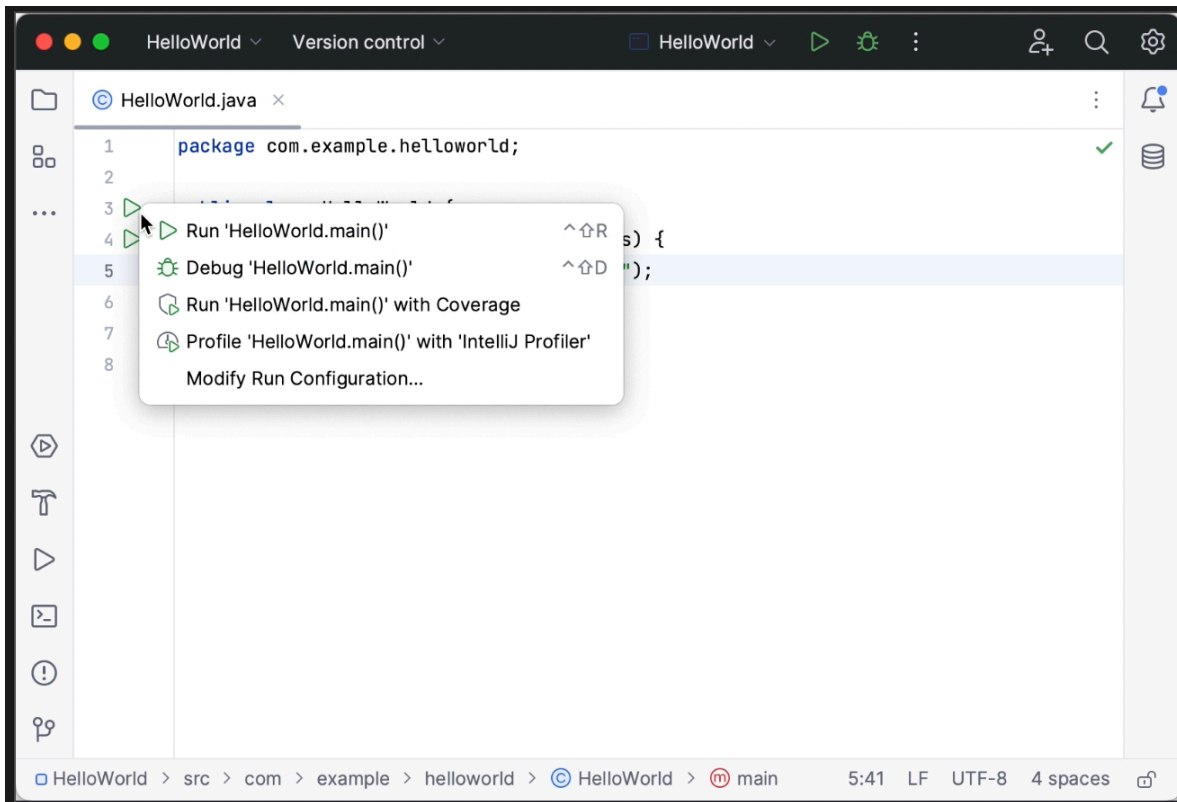 HelloWorld Version control HelloWorld
HelloWorld.java
1 package com.example.helloworld;
2
3
4 s) {
5 ");
6
7
8
Run 'HelloWorld.main()' ^⇧R
Debug 'HelloWorld.main()' ^⇧D
Run 'HelloWorld.main()' with Coverage
Profile 'HelloWorld.main()' with 'IntelliJ Profiler'
Modify Run Configuration...
HelloWorld > src > com > example > helloworld > HelloWorld > main 5:41 LF UTF-8 4 spaces